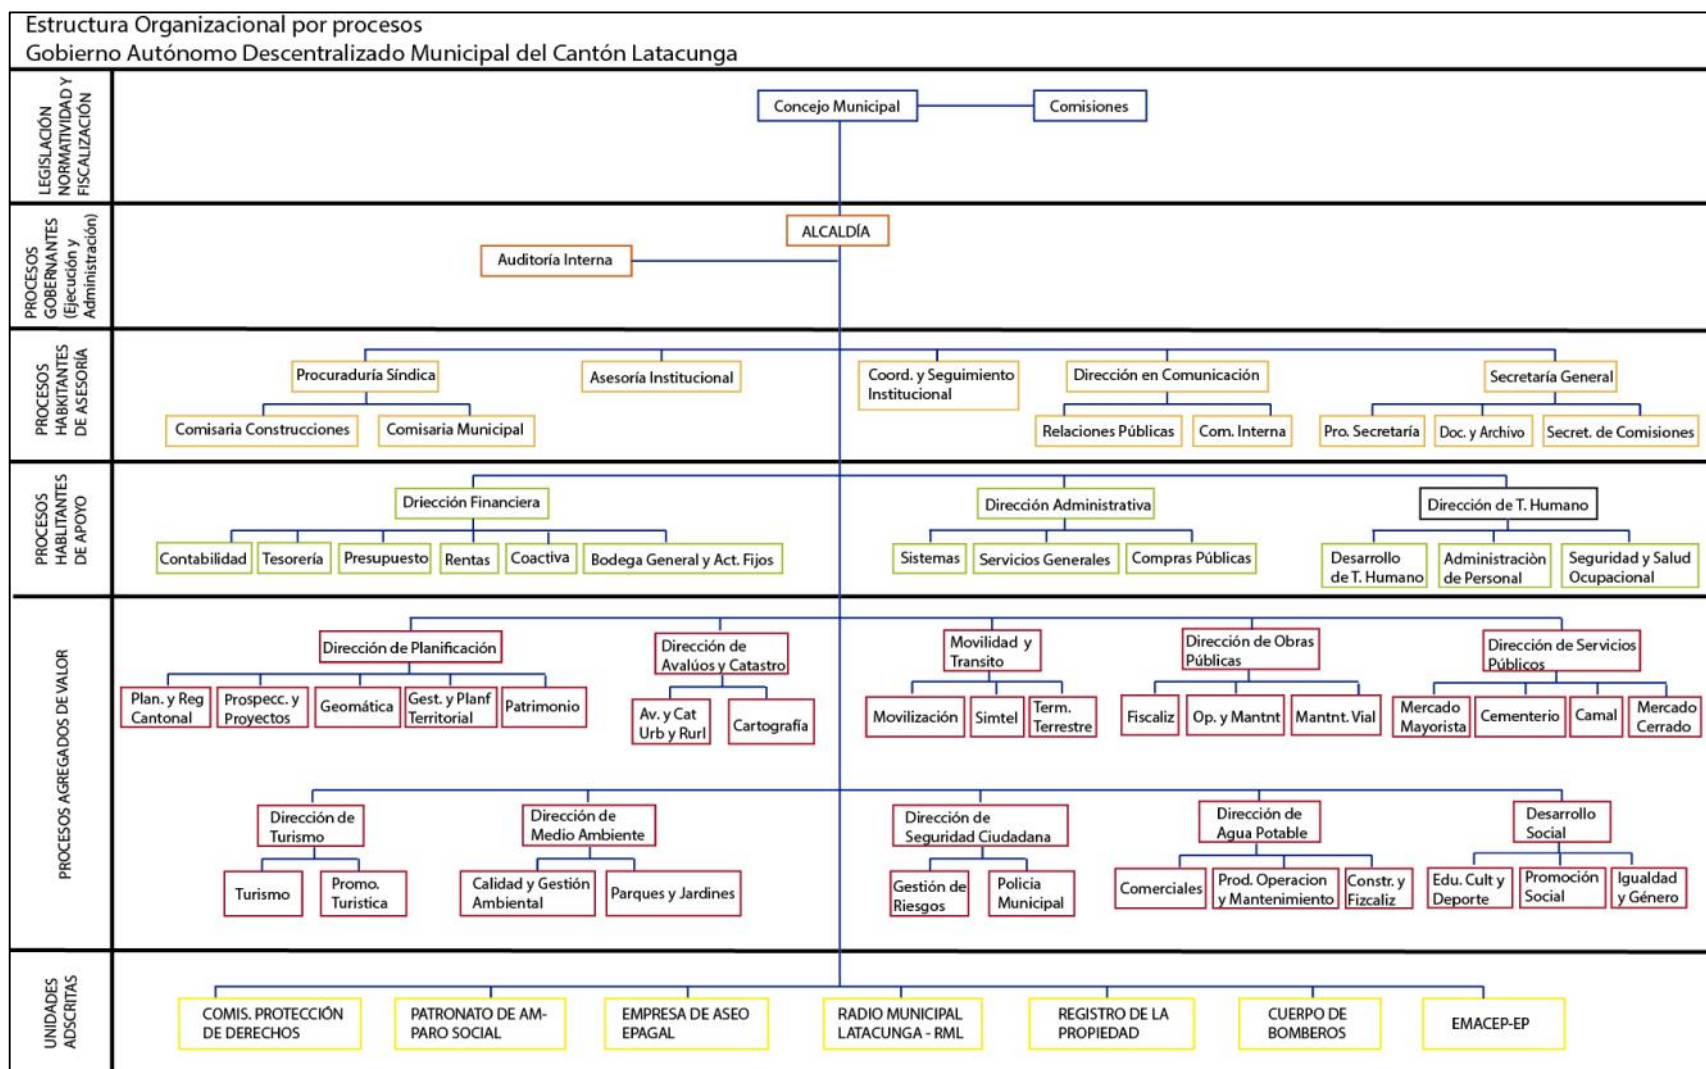 Estructura Organizacional por procesos
Gobierno Autónomo Descentralizado Municipal del Cantón Latacunga
LEGISLACIÓN
NORMATIVIDAD Y
FISCALIZACIÓN
Concejo Municipal
Comisiones
PROCESOS
GOBERNANTES
(Ejecución y
Administración)
ALCALDÍA
Auditoría Interna
PROCESOS
HABKITANTES
DE ASESORÍA
Procuraduría Síndica
Asesoría Institucional
Coord. y Seguimiento
Institucional
Dirección en Comunicación
Secretaría General
Comisaria Construcciones
Comisaria Municipal
Relaciones Públicas
Com. Interna
Pro. Secretaría
Doc. y Archivo
Secret. de Comisiones
PROCESOS
HABLITANTES
DE APOYO
Driección Financiera
Dirección Administrativa
Dirección de T. Humano
Contabilidad
Tesorería
Presupuesto
Rentas
Coactiva
Bodega General y Act. Fijos
Sistemas
Servicios Generales
Compras Públicas
Desarrollo
de T. Humano
Administraciòn
de Personal
Seguridad y Salud
Ocupacional
PROCESOS AGREGADOS DE VALOR
Dirección de Planificación
Dirección de
Avalúos y Catastro
Movilidad y
Transito
Dirección de Obras
Públicas
Dirección de Servicios
Públicos
Plan. y Reg
Cantonal
Prospecc. y
Proyectos
Geomática
Gest. y Planf
Territorial
Patrimonio
Av. y Cat
Urb y Rurl
Cartografía
Movilización
Simtel
Term.
Terrestre
Fiscaliz
Op. y Mantnt
Mantnt. Vial
Mercado
Mayorista
Cementerio
Camal
Mercado
Cerrado
Dirección de
Turismo
Dirección de
Medio Ambiente
Dirección de
Seguridad Ciudadana
Dirección de
Agua Potable
Desarrollo
Social
Turismo
Promo.
Turistica
Calidad y Gestión
Ambiental
Parques y Jardines
Gestión de
Riesgos
Policia
Municipal
Comerciales
Prod. Operacion
y Mantenimiento
Constr. y
Fizcaliz
Edu. Cult y
Deporte
Promoción
Social
Igualdad
y Género
UNIDADES
ADSCRITAS
COMIS. PROTECCIÓN
DE DERECHOS
PATRONATO DE AM-
PARO SOCIAL
EMPRESA DE ASEO
EPAGAL
RADIO MUNICIPAL
LATACUNGA - RML
REGISTRO DE LA
PROPIEDAD
CUERPO DE
BOMBEROS
EMACEP-EP